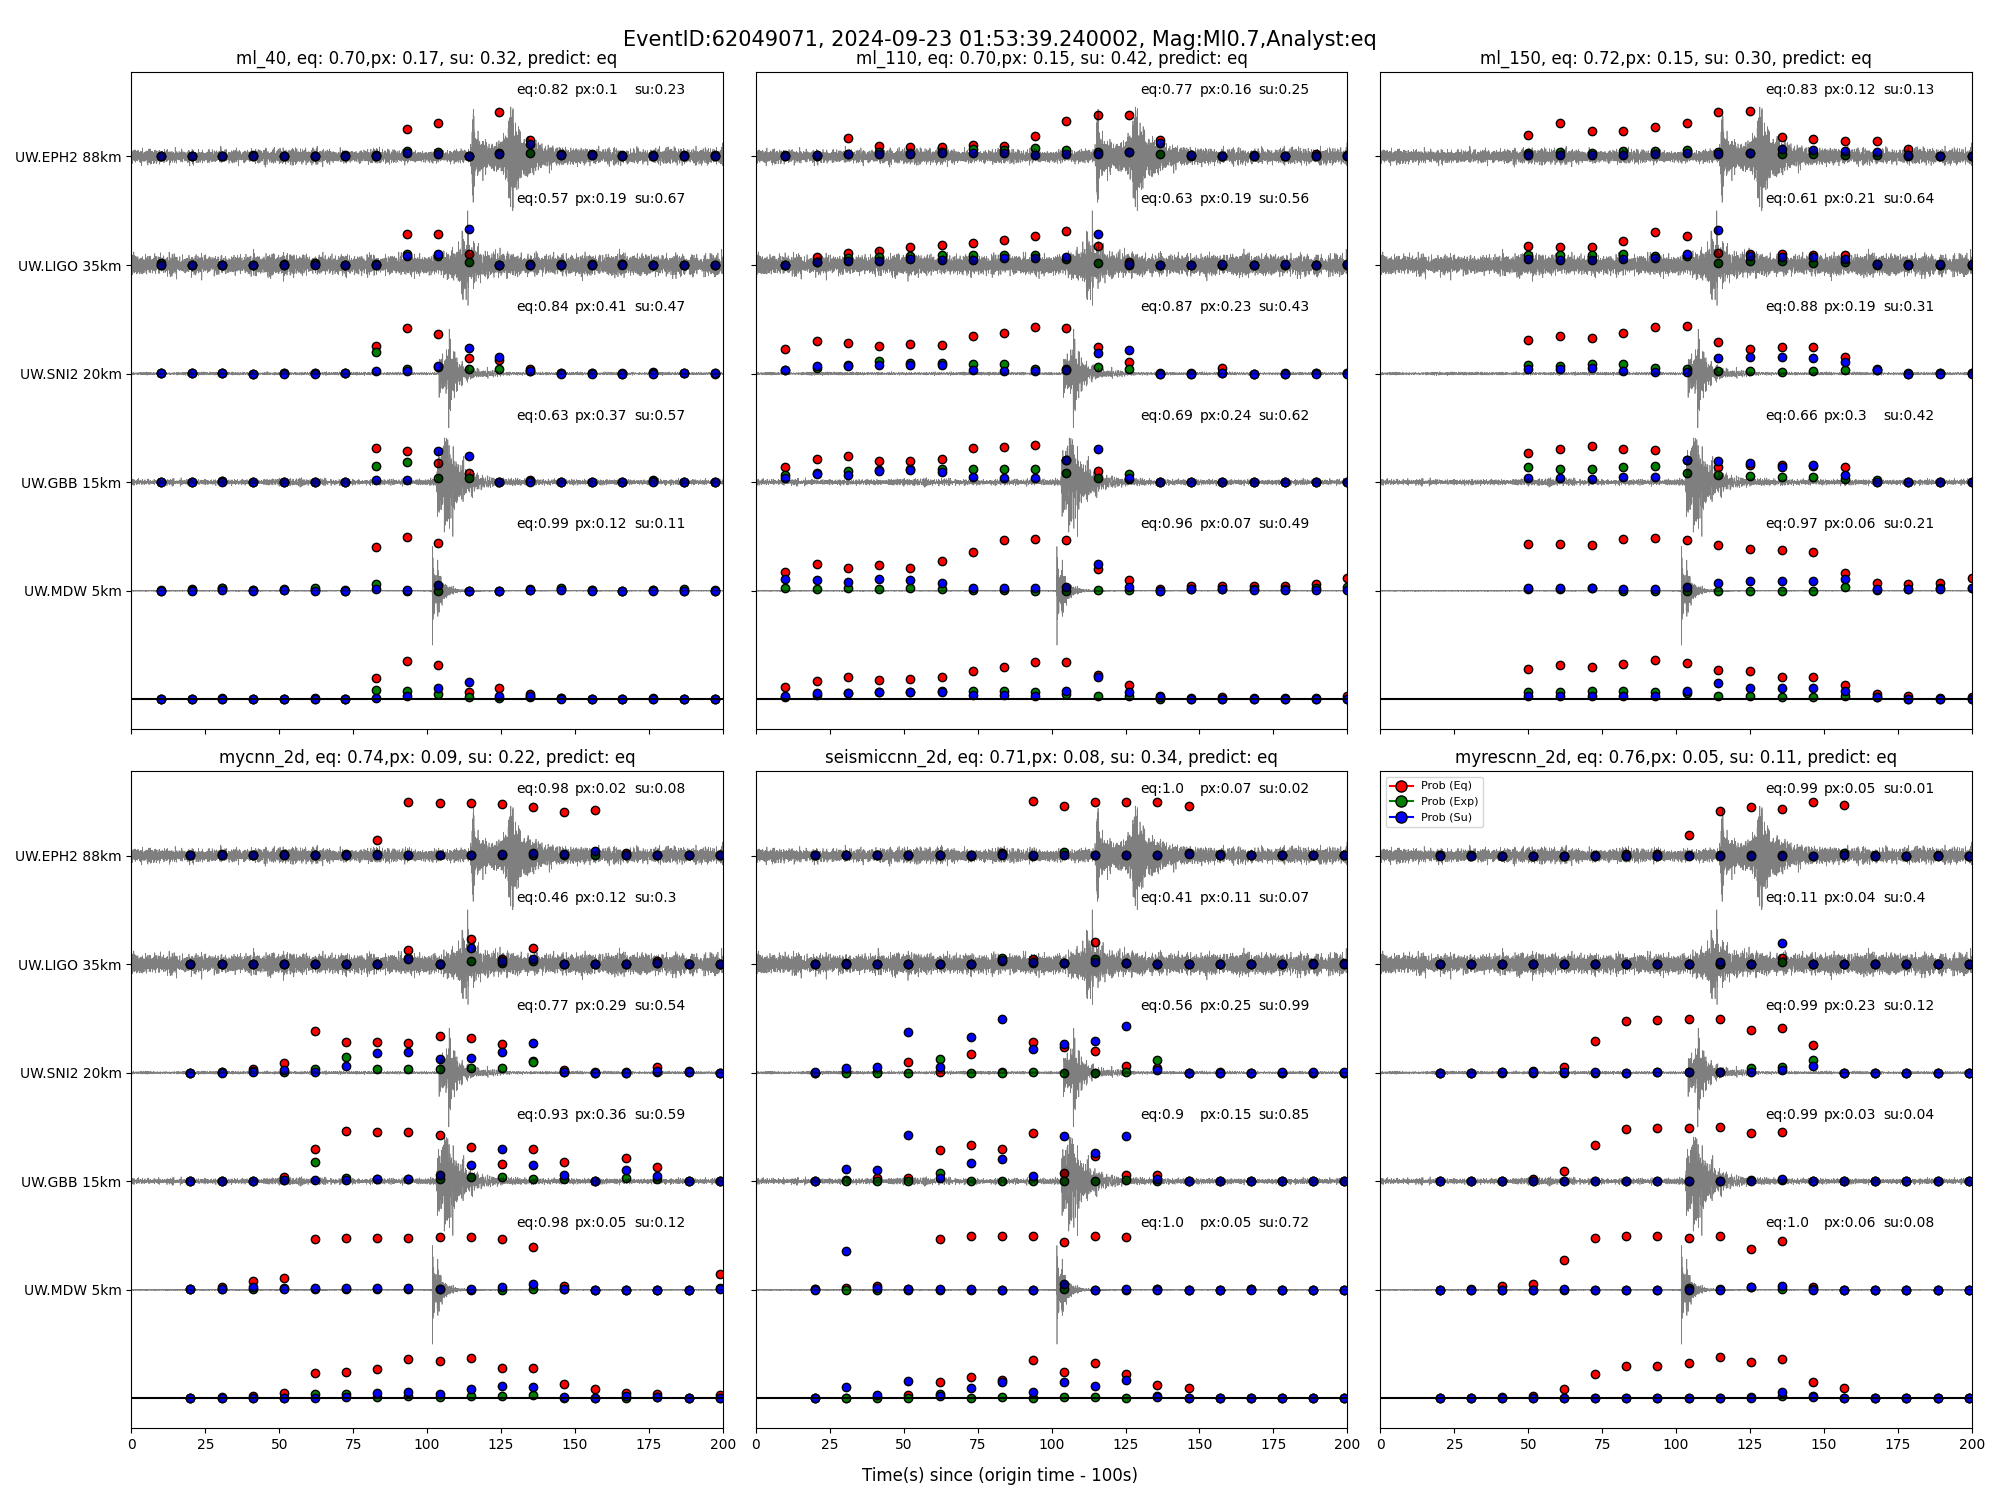 EventID:62049071, 2024-09-23 01:53:39.240002, Mag:Ml0.7,Analyst:eq
ml_40, eq: 0.70,px: 0.17, su: 0.32, predict: eq
eq:0.82 px:0.1 su:0.23
UW.EPH2 88km
eq:0.57 px:0.19 su:0.67
UW.LIGO 35km
eq:0.84 px:0.41 su:0.47
UW.SNI2 20km
eq:0.63 px:0.37 su:0.57
UW.GBB 15km
eq:0.99 px:0.12 su:0.11
UW.MDW 5km
ml_110, eq: 0.70,px: 0.15, su: 0.42, predict: eq
eq:0.77 px:0.16 su:0.25
eq:0.63 px:0.19 su:0.56
eq:0.87 px:0.23 su:0.43
eq:0.69 px:0.24 su:0.62
eq:0.96 px:0.07 su:0.49
ml_150, eq: 0.72,px: 0.15, su: 0.30, predict: eq
eq:0.83 px:0.12 su:0.13
eq:0.61 px:0.21 su:0.64
eq:0.88 px:0.19 su:0.31
eq:0.66 px:0.3 su:0.42
eq:0.97 px:0.06 su:0.21
mycnn_2d, eq: 0.74,px: 0.09, su: 0.22, predict: eq
eq:0.98 px:0.02 su:0.08
UW.EPH2 88km
eq:0.46 px:0.12 su:0.3
UW.LIGO 35km
eq:0.77 px:0.29 su:0.54
UW.SNI2 20km
eq:0.93 px:0.36 su:0.59
UW.GBB 15km
eq:0.98 px:0.05 su:0.12
UW.MDW 5km
0 25 50 75 100 125 150 175 200
seismiccnn_2d, eq: 0.71,px: 0.08, su: 0.34, predict: eq
eq:1.0 px:0.07 su:0.02
eq:0.41 px:0.11 su:0.07
eq:0.56 px:0.25 su:0.99
eq:0.9 px:0.15 su:0.85
eq:1.0 px:0.05 su:0.72
0 25 50 75 100 125 150 175 200
myrescnn_2d, eq: 0.76,px: 0.05, su: 0.11, predict: eq
Prob (Eq)
Prob (Exp)
Prob (Su)
eq:0.99 px:0.05 su:0.01
eq:0.11 px:0.04 su:0.4
eq:0.99 px:0.23 su:0.12
eq:0.99 px:0.03 su:0.04
eq:1.0 px:0.06 su:0.08
0 25 50 75 100 125 150 175 200
Time(s) since (origin time - 100s)